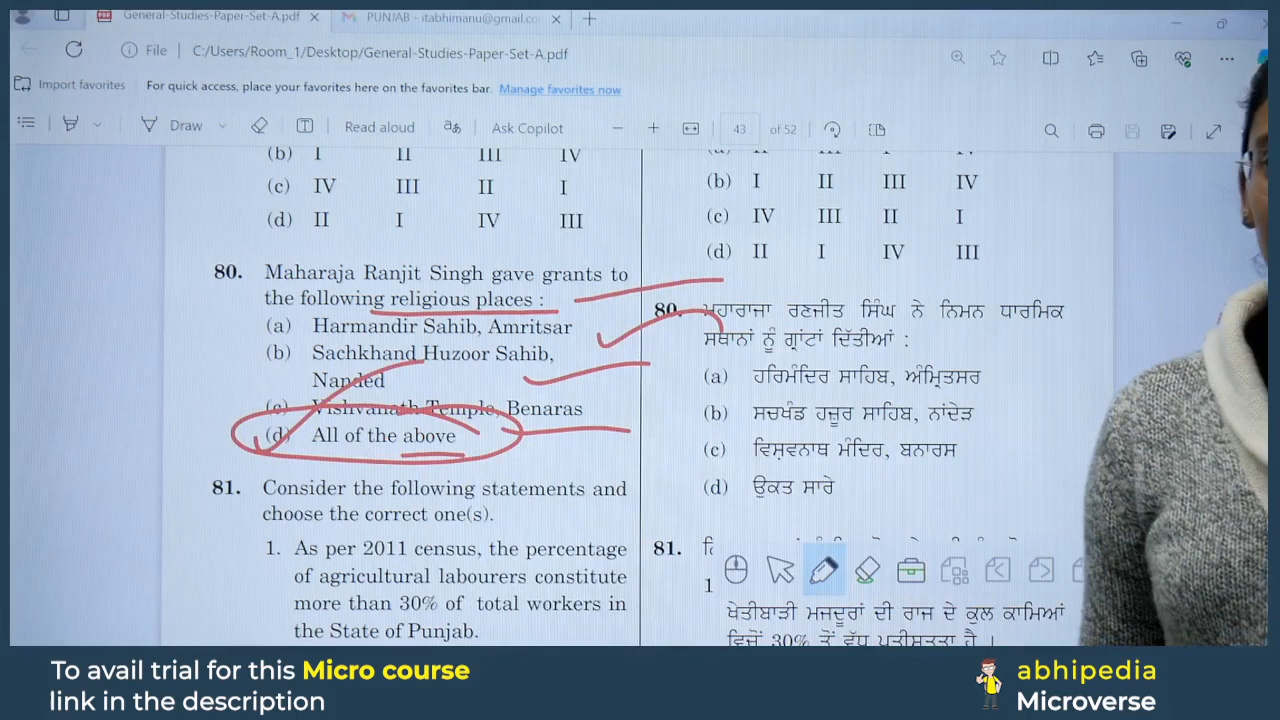 General-Studies-Paper-Set-A.pdf
PUNJAB - itabhimanu@gmail.co
File
C:/Users/Room_1/Desktop/General-Studies-Paper-Set-A.pdf
Import favorites
For quick access, place your favorites here on the favorites bar.
Manage favorites now
Draw
Read aloud
Ask Copilot
43 of 52
(b) I II III IV
(c) IV III II I
(d) II I IV III
80. Maharaja Ranjit Singh gave grants to
the following religious places :
(a) Harmandir Sahib, Amritsar
(b) Sachkhand Huzoor Sahib,
Nanded
(c) Vishvanath Temple, Benaras
(d) All of the above
81. Consider the following statements and
choose the correct one(s).
1. As per 2011 census, the percentage
of agricultural labourers constitute
more than 30% of total workers in
the State of Punjab.
(b) I II III IV
(c) IV III II I
(d) II I IV III
80. ਮਹਾਰਾਜਾ ਰਣਜੀਤ ਸਿੰਘ ਨੇ ਨਿਮਨ ਧਾਰਮਿਕ
ਸਥਾਨਾਂ ਨੂੰ ਗ੍ਰਾਂਟਾਂ ਦਿੱਤੀਆਂ :
(a) ਹਰਿਮੰਦਿਰ ਸਾਹਿਬ, ਅੰਮ੍ਰਿਤਸਰ
(b) ਸਚਖੰਡ ਹਜ਼ੂਰ ਸਾਹਿਬ, ਨਾਂਦੇੜ
(c) ਵਿਸ਼ਵਨਾਥ ਮੰਦਿਰ, ਬਨਾਰਸ
(d) ਉਕਤ ਸਾਰੇ
81.
1
ਖੇਤੀਬਾੜੀ ਮਜਦੂਰਾਂ ਦੀ ਰਾਜ ਦੇ ਕੁਲ ਕਾਮਿਆਂ
ਵਿਚੋਂ 30% ਤੋਂ ਵੱਧ ਪ੍ਰਤੀਸ਼ਤਤਾ ਹੈ ।
To avail trial for this Micro course
link in the description
abhipedia
Microverse